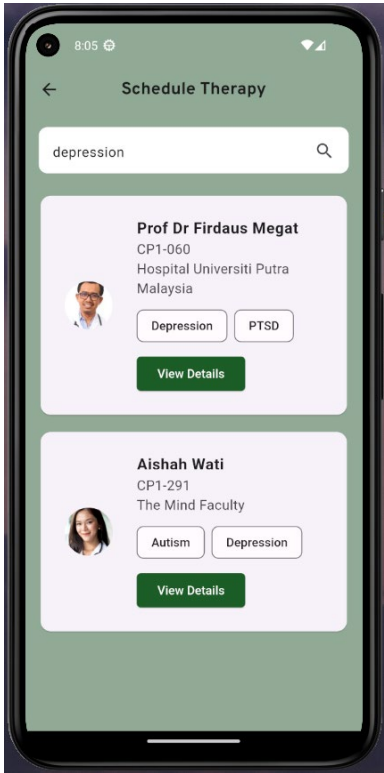 8:05
Schedule Therapy
depression
Prof Dr Firdaus Megat
CP1-060
Hospital Universiti Putra
Malaysia
Depression PTSD
View Details
Aishah Wati
CP1-291
The Mind Faculty
Autism Depression
View Details